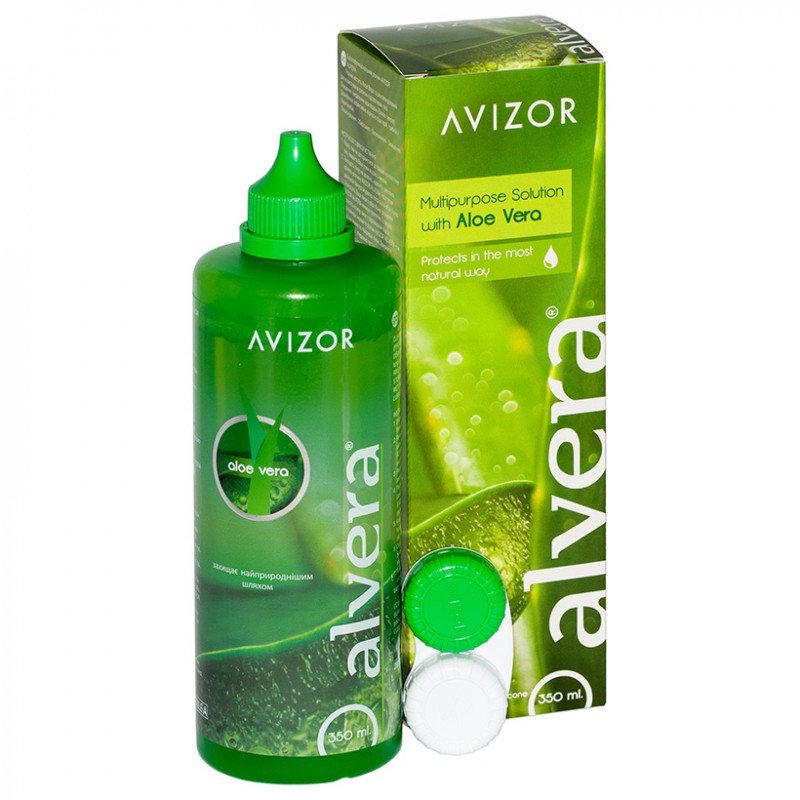 AVIZOR
aloe vera
захищає найприроднішим
шляхом
alvera®
350 ml.
alvera
AVIZOR
Multipurpose Solution
with Aloe Vera
Protects in the most
natural way
alvera®
350 ml.